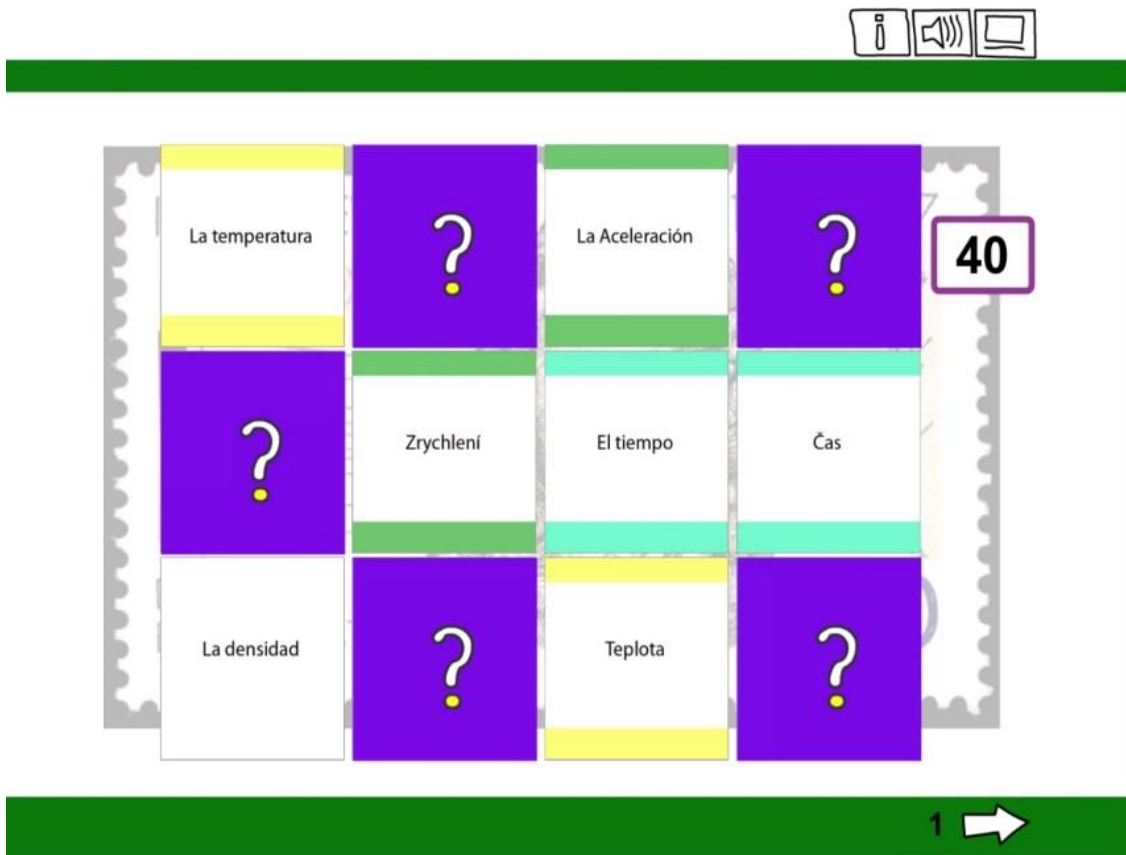 i
La temperatura
?
La Aceleración
?
40
?
Zrychlení
El tiempo
Čas
La densidad
?
Teplota
?
1